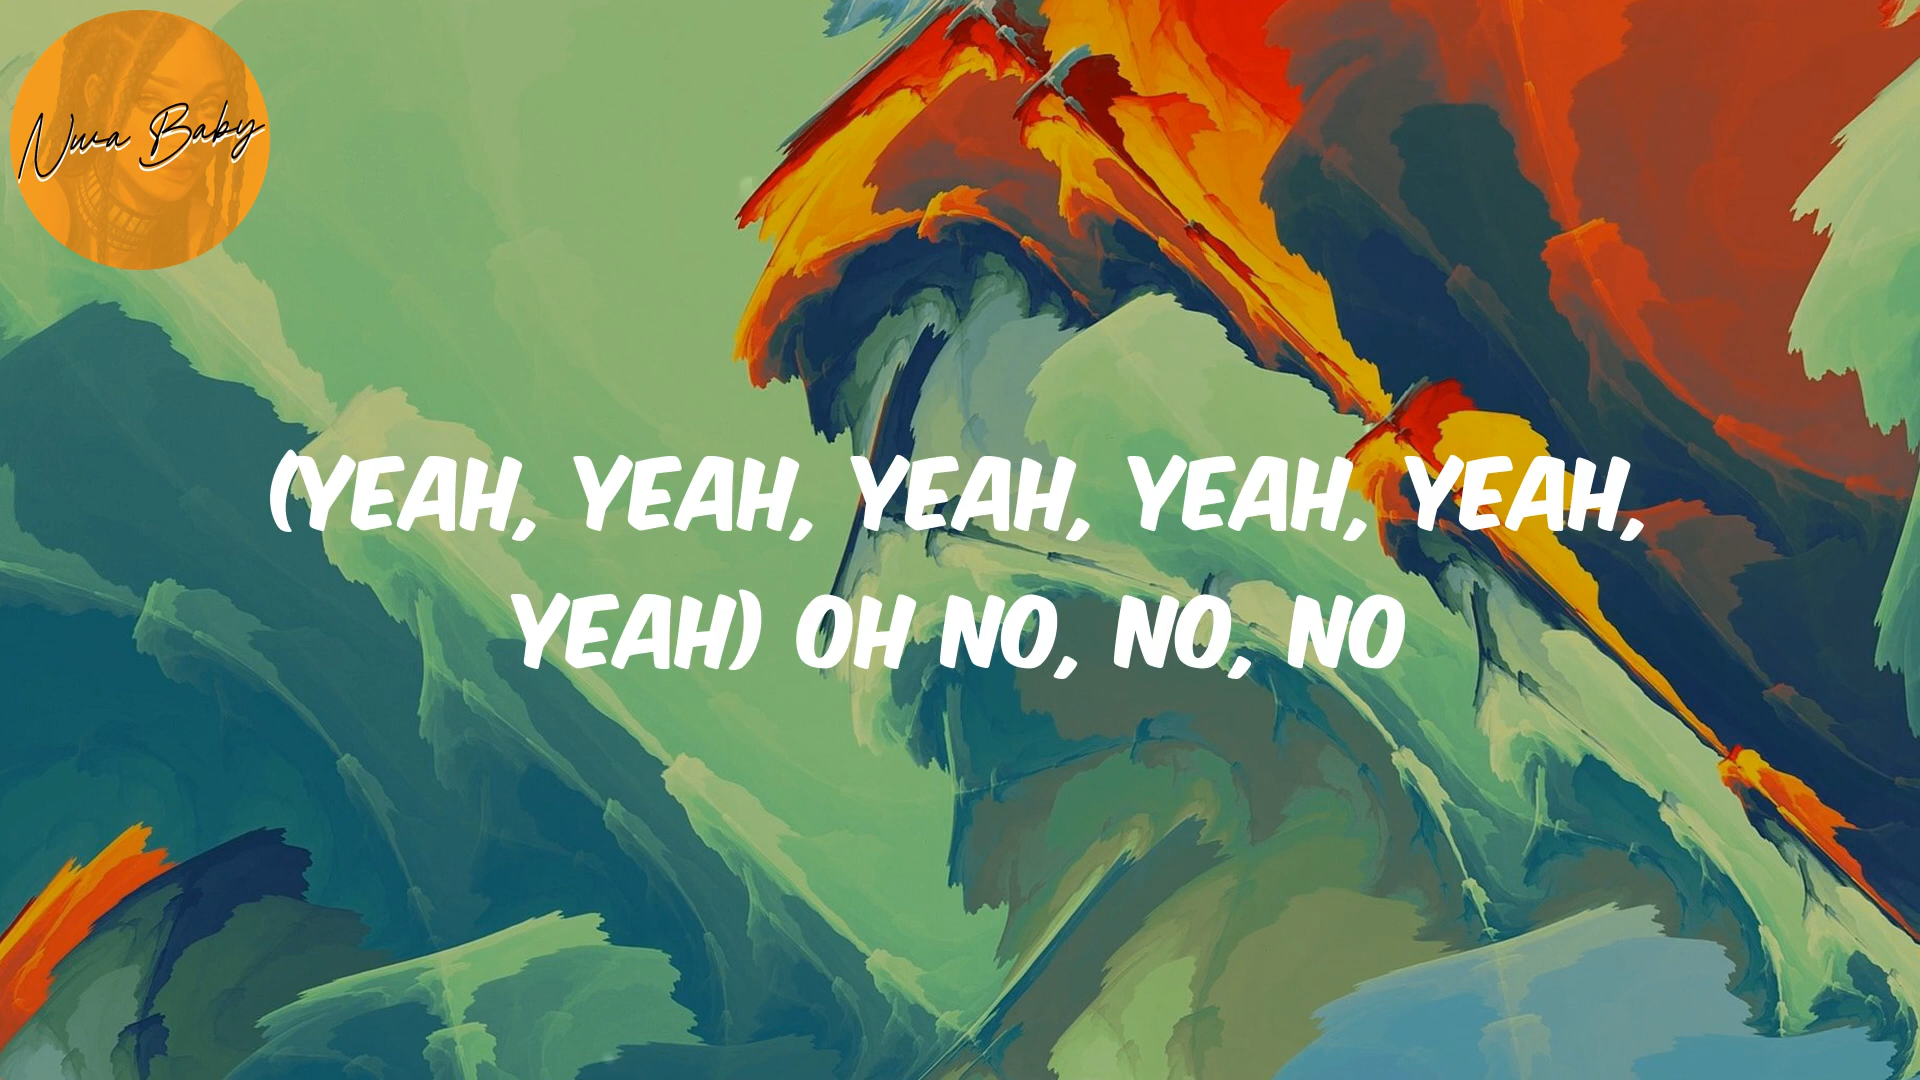 Nwa Baby
(YEAH, YEAH, YEAH, YEAH, YEAH,
YEAH) OH NO, NO, NO